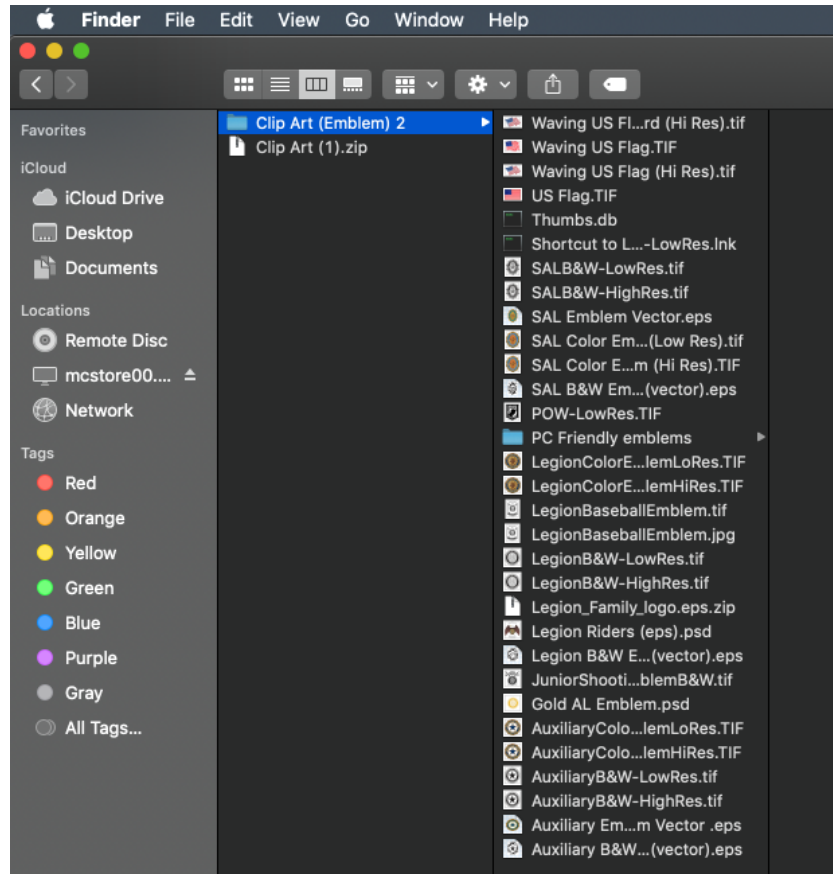 Finder File Edit View Go Window Help
Favorites
iCloud
iCloud Drive
Desktop
Documents
Locations
Remote Disc
mcstore00....
Network
Tags
Red
Orange
Yellow
Green
Blue
Purple
Gray
All Tags...
Clip Art (Emblem) 2
Clip Art (1).zip
Waving US Fl...rd (Hi Res).tif
Waving US Flag.TIF
Waving US Flag (Hi Res).tif
US Flag.TIF
Thumbs.db
Shortcut to L...-LowRes.lnk
SALB&W-LowRes.tif
SALB&W-HighRes.tif
SAL Emblem Vector.eps
SAL Color Em...(Low Res).tif
SAL Color E...m (Hi Res).TIF
SAL B&W Em...(vector).eps
POW-LowRes.TIF
PC Friendly emblems
LegionColorE...lemLoRes.TIF
LegionColorE...lemHiRes.TIF
LegionBaseballEmblem.tif
LegionBaseballEmblem.jpg
LegionB&W-LowRes.tif
LegionB&W-HighRes.tif
Legion_Family_logo.eps.zip
Legion Riders (eps).psd
Legion B&W E...(vector).eps
JuniorShooti...blemB&W.tif
Gold AL Emblem.psd
AuxiliaryColo...lemLoRes.TIF
AuxiliaryColo...lemHiRes.TIF
AuxiliaryB&W-LowRes.tif
AuxiliaryB&W-HighRes.tif
Auxiliary Em...m Vector .eps
Auxiliary B&W...(vector).eps